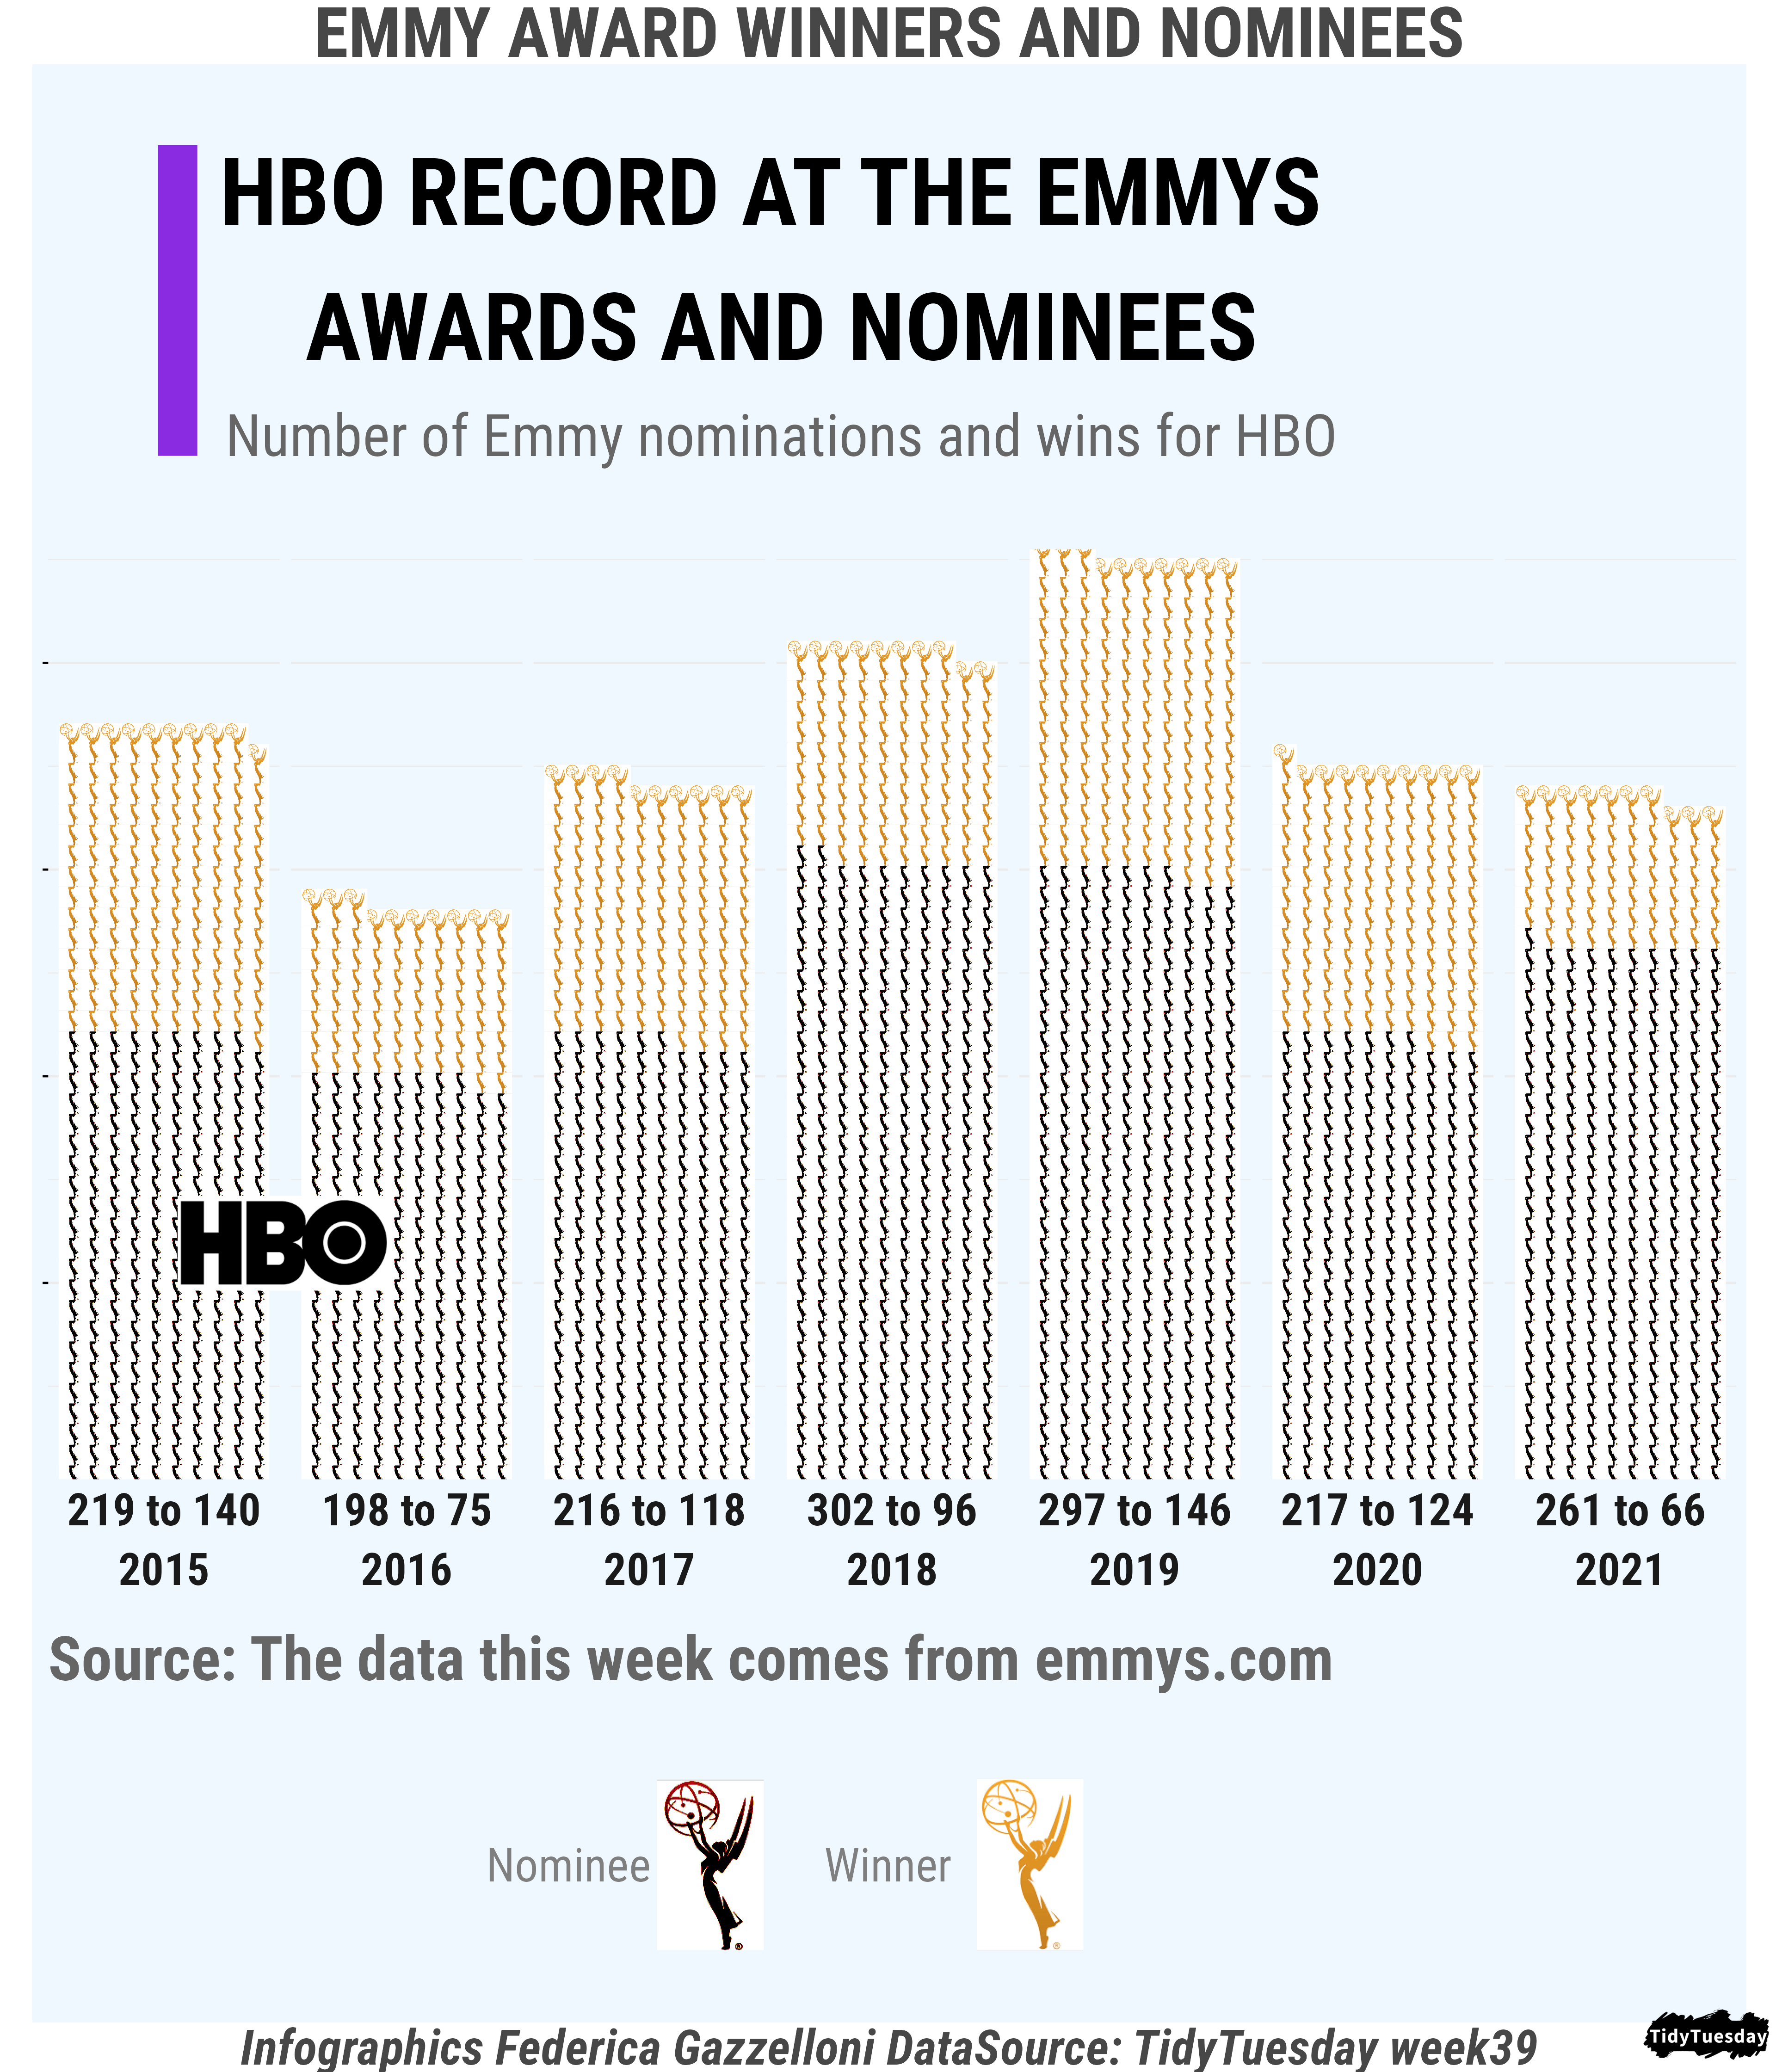 EMMY AWARD WINNERS AND NOMINEES
HBO RECORD AT THE EMMYS
AWARDS AND NOMINEES
Number of Emmy nominations and wins for HBO
HBO
219 to 140 198 to 75 216 to 118 302 to 96 297 to 146 217 to 124 261 to 66
2015 2016 2017 2018 2019 2020 2021
Source: The data this week comes from emmys.com
Nominee Winner
® ®
Infographics Federica Gazzelloni DataSource: TidyTuesday week39
TidyTuesday